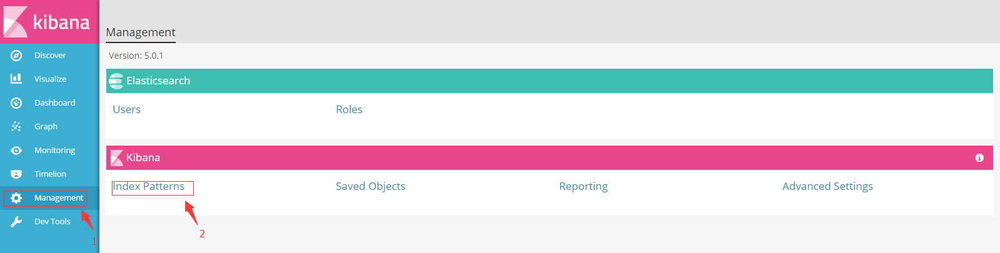 kibana
Discover
Visualize
Dashboard
Graph
Monitoring
Timelion
Management
Dev Tools
1
Management
Version: 5.0.1
Elasticsearch
Users Roles
Kibana
Index Patterns Saved Objects Reporting Advanced Settings
2